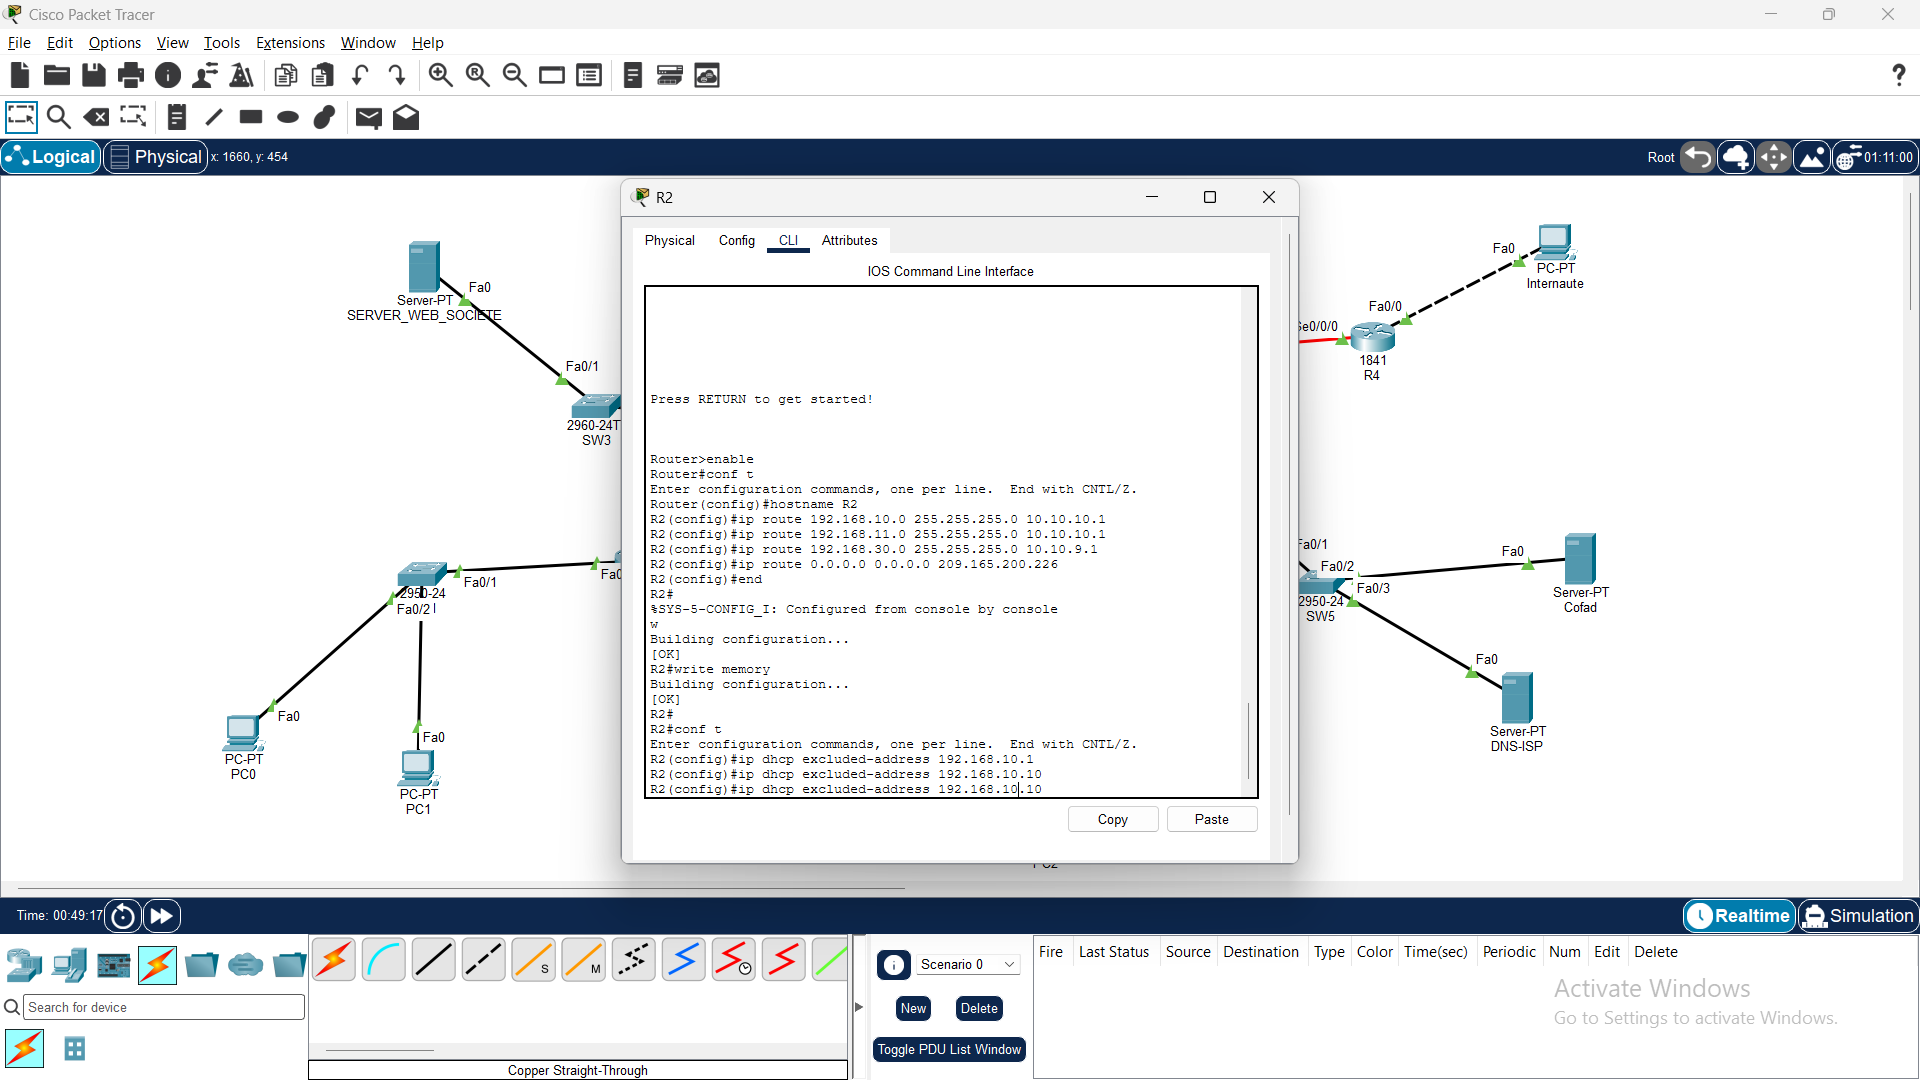 Cisco Packet Tracer
File Edit Options View Tools Extensions Window Help
Logical Physical x: 1660, y: 454 Root 01:11:00
R2
Physical Config CLI Attributes
IOS Command Line Interface
Press RETURN to get started!
Router>enable
Router#conf t
Enter configuration commands, one per line. End with CNTL/Z.
Router(config)#hostname R2
R2(config)#ip route 192.168.10.0 255.255.255.0 10.10.10.1
R2(config)#ip route 192.168.11.0 255.255.255.0 10.10.10.1
R2(config)#ip route 192.168.30.0 255.255.255.0 10.10.9.1
R2(config)#ip route 0.0.0.0 0.0.0.0 209.165.200.226
R2(config)#end
R2#
%SYS-5-CONFIG_I: Configured from console by console
w
Building configuration...
[OK]
R2#write memory
Building configuration...
[OK]
R2#
R2#conf t
Enter configuration commands, one per line. End with CNTL/Z.
R2(config)#ip dhcp excluded-address 192.168.10.1
R2(config)#ip dhcp excluded-address 192.168.10.10
R2(config)#ip dhcp excluded-address 192.168.10.10
Copy Paste
Fa0
Server-PT
SERVER_WEB_SOCIETE
Fa0/1
2960-24T
SW3
Fa0/1
2950-24
Fa0/2
Fa0
PC-PT
PC0
Fa0
PC-PT
PC1
Fa0
PC-PT
Internaute
Fa0/0
Se0/0/0
1841
R4
Fa0/1
Fa0/2
Fa0/3
2950-24
SW5
Fa0
Server-PT
Cofad
Fa0
Server-PT
DNS-ISP
Time: 00:49:17 Realtime Simulation
Search for device
S
M
Copper Straight-Through
Scenario 0
New Delete
Toggle PDU List Window
Fire Last Status Source Destination Type Color Time(sec) Periodic Num Edit Delete
Activate Windows
Go to Settings to activate Windows.